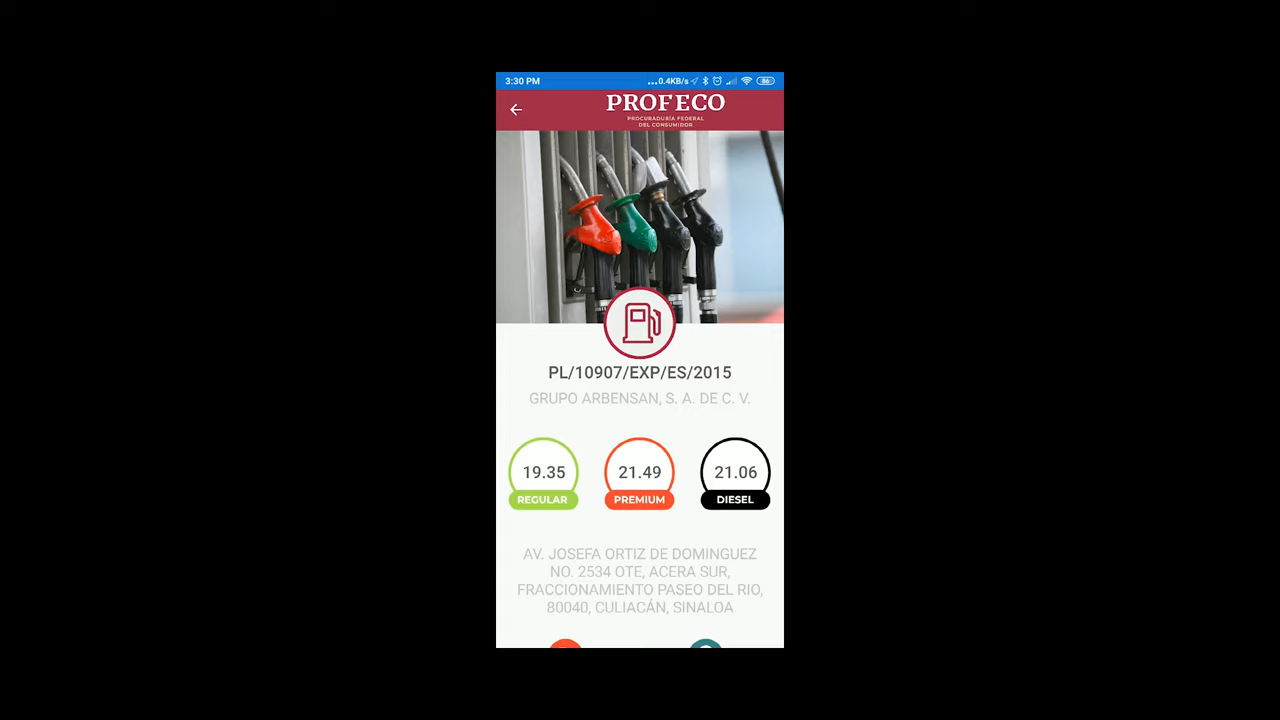 3:30 PM
...0.4KB/s
86
PROFECO
PROCURADURÍA FEDERAL
DEL CONSUMIDOR
PL/10907/EXP/ES/2015
GRUPO ARBENSAN, S. A. DE C. V.
19.35 21.49 21.06
REGULAR PREMIUM DIESEL
AV. JOSEFA ORTIZ DE DOMINGUEZ
NO. 2534 OTE, ACERA SUR,
FRACCIONAMIENTO PASEO DEL RIO,
80040, CULIACÁN, SINALOA